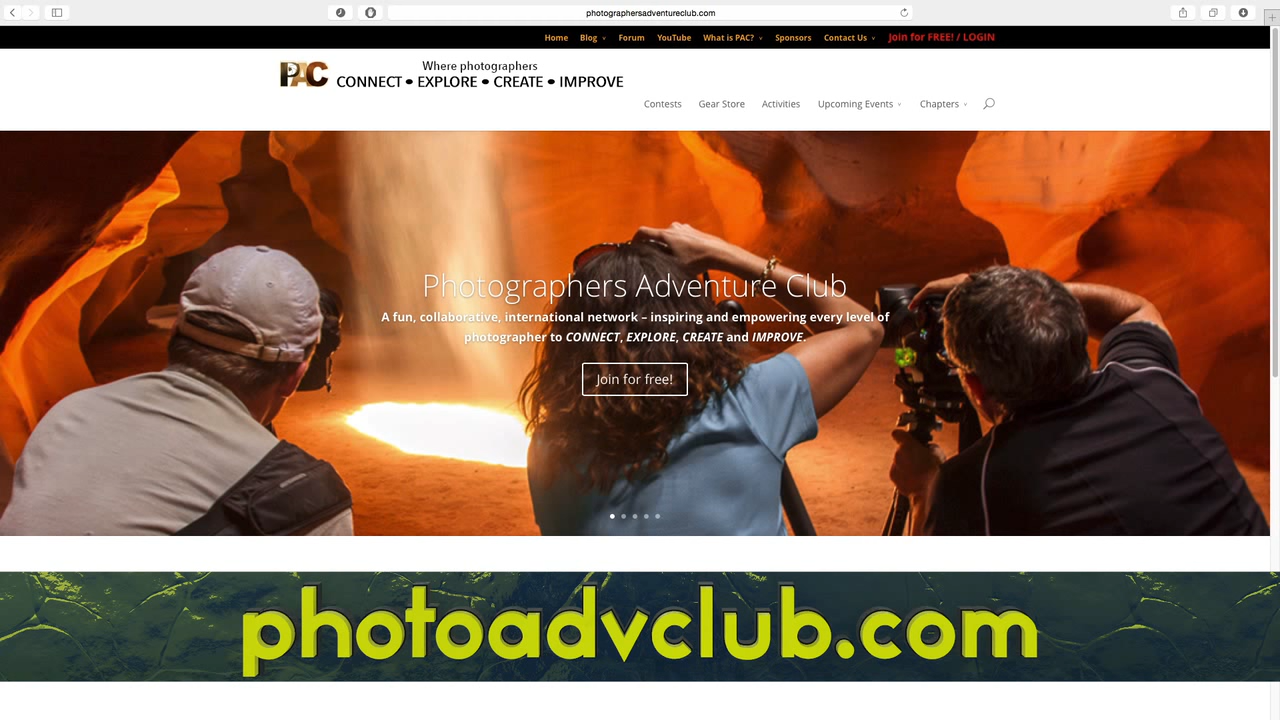 photographersadventureclub.com
Home Blog Forum YouTube What is PAC? Sponsors Contact Us Join for FREE! / LOGIN
PAC
Where photographers
CONNECT • EXPLORE • CREATE • IMPROVE
Contests Gear Store Activities Upcoming Events Chapters
Photographers Adventure Club
A fun, collaborative, international network – inspiring and empowering every level of
photographer to CONNECT, EXPLORE, CREATE and IMPROVE.
Join for free!
photoadvclub.com